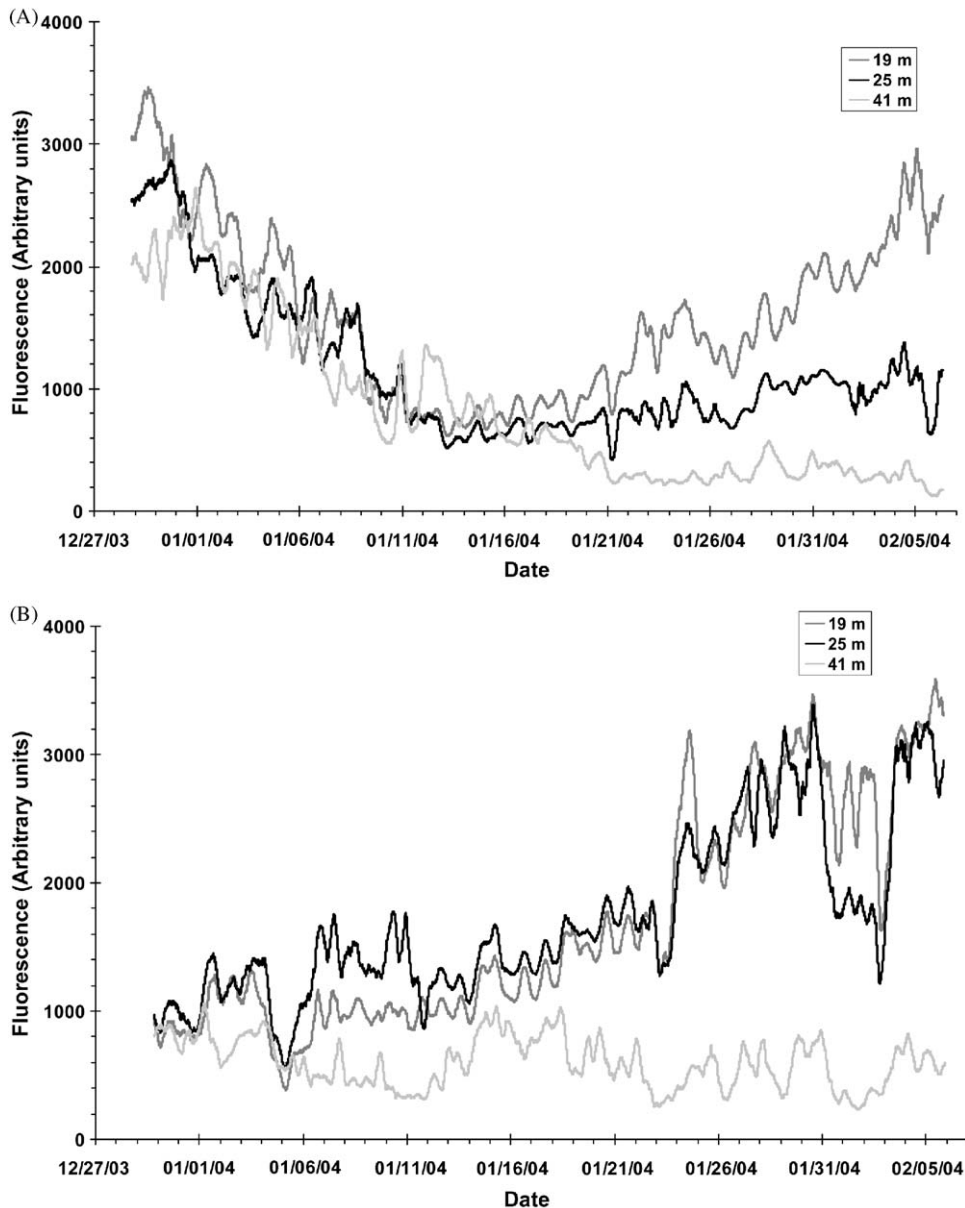 (A)
4000
3000
2000
1000
0
Fluorescence (Arbitrary units)
19 m
25 m
41 m
12/27/03 01/01/04 01/06/04 01/11/04 01/16/04 01/21/04 01/26/04 01/31/04 02/05/04
Date
(B)
4000
3000
2000
1000
0
Fluorescence (Arbitrary units)
19 m
25 m
41 m
12/27/03 01/01/04 01/06/04 01/11/04 01/16/04 01/21/04 01/26/04 01/31/04 02/05/04
Date